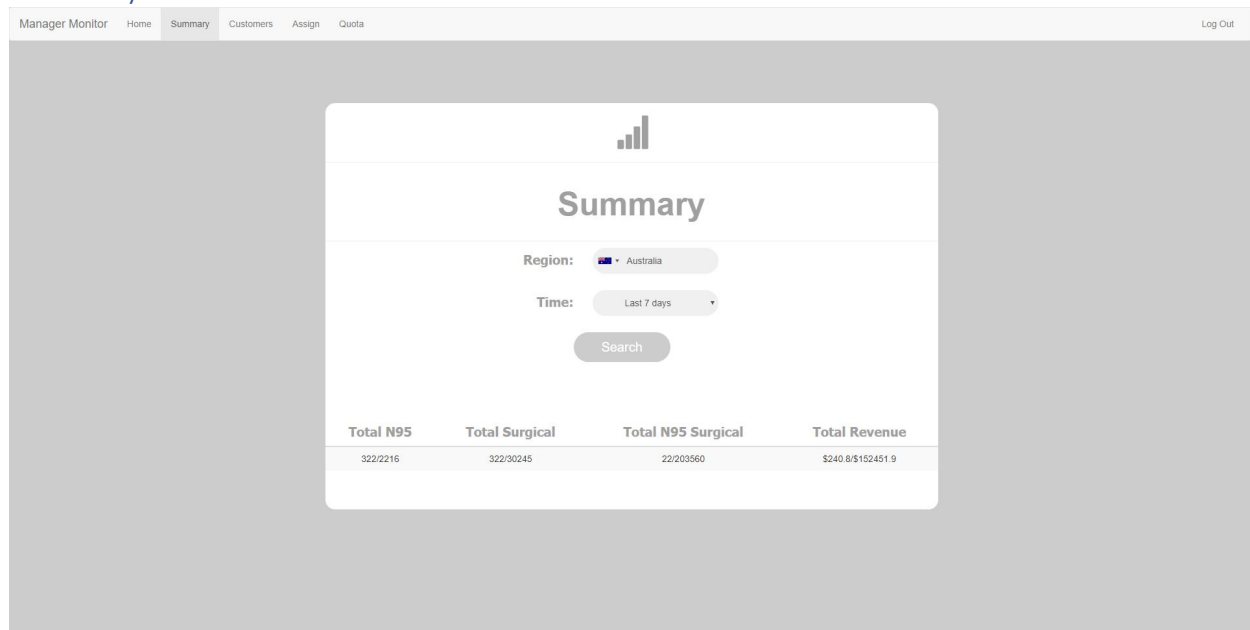 Manager Monitor Home Summary Customers Assign Quota Log Out
Summary
Region: Australia
Time: Last 7 days
Search
Total N95 Total Surgical Total N95 Surgical Total Revenue
322/2216 322/30245 22/203560 $240.8/$152451.9